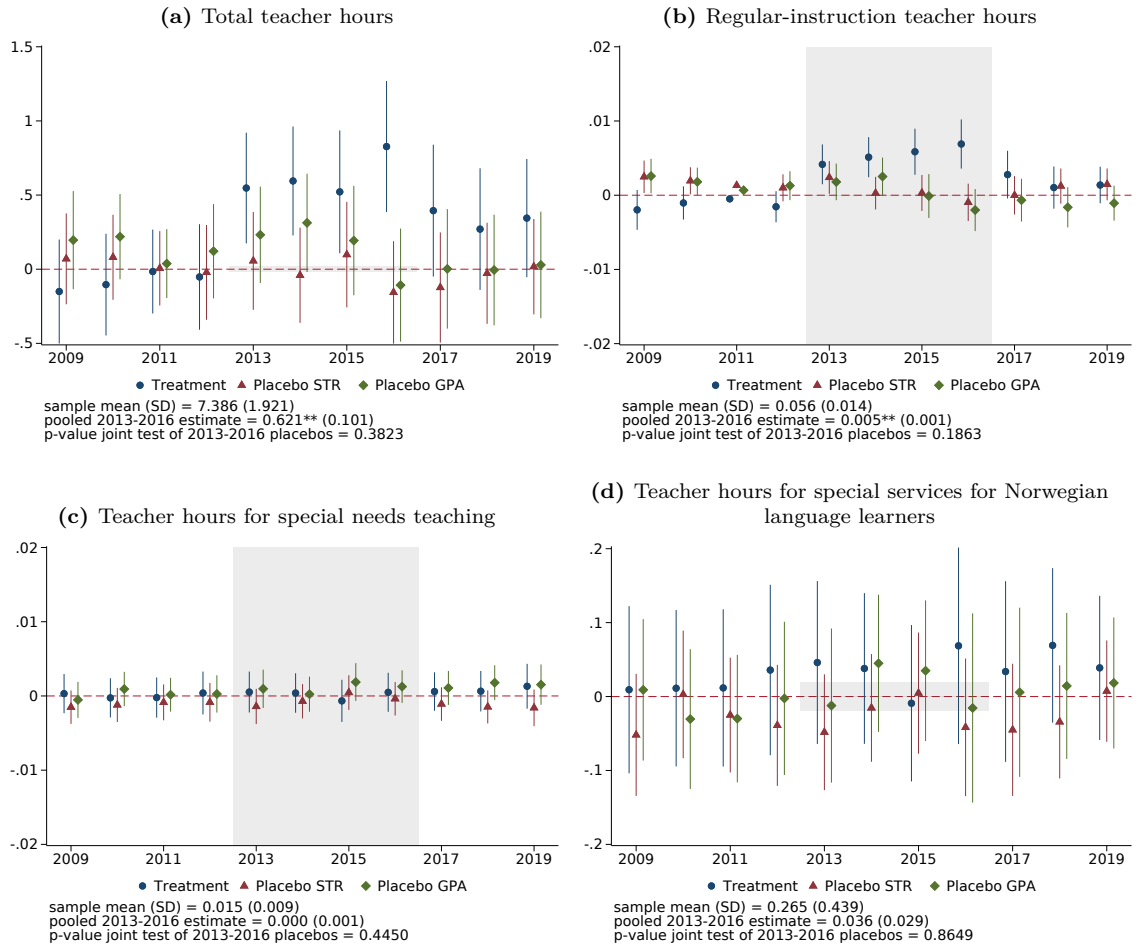 (a) Total teacher hours
1.5
1
.5
0
-.5
2009 2011 2013 2015 2017 2019
Treatment Placebo STR Placebo GPA
sample mean (SD) = 7.386 (1.921)
pooled 2013-2016 estimate = 0.621** (0.101)
p-value joint test of 2013-2016 placebos = 0.3823
(b) Regular-instruction teacher hours
.02
.01
0
-.01
-.02
2009 2011 2013 2015 2017 2019
Treatment Placebo STR Placebo GPA
sample mean (SD) = 0.056 (0.014)
pooled 2013-2016 estimate = 0.005** (0.001)
p-value joint test of 2013-2016 placebos = 0.1863
(c) Teacher hours for special needs teaching
.02
.01
0
-.01
-.02
2009 2011 2013 2015 2017 2019
Treatment Placebo STR Placebo GPA
sample mean (SD) = 0.015 (0.009)
pooled 2013-2016 estimate = 0.000 (0.001)
p-value joint test of 2013-2016 placebos = 0.4450
(d) Teacher hours for special services for Norwegian
language learners
.2
.1
0
-.1
-.2
2009 2011 2013 2015 2017 2019
Treatment Placebo STR Placebo GPA
sample mean (SD) = 0.265 (0.439)
pooled 2013-2016 estimate = 0.036 (0.029)
p-value joint test of 2013-2016 placebos = 0.8649